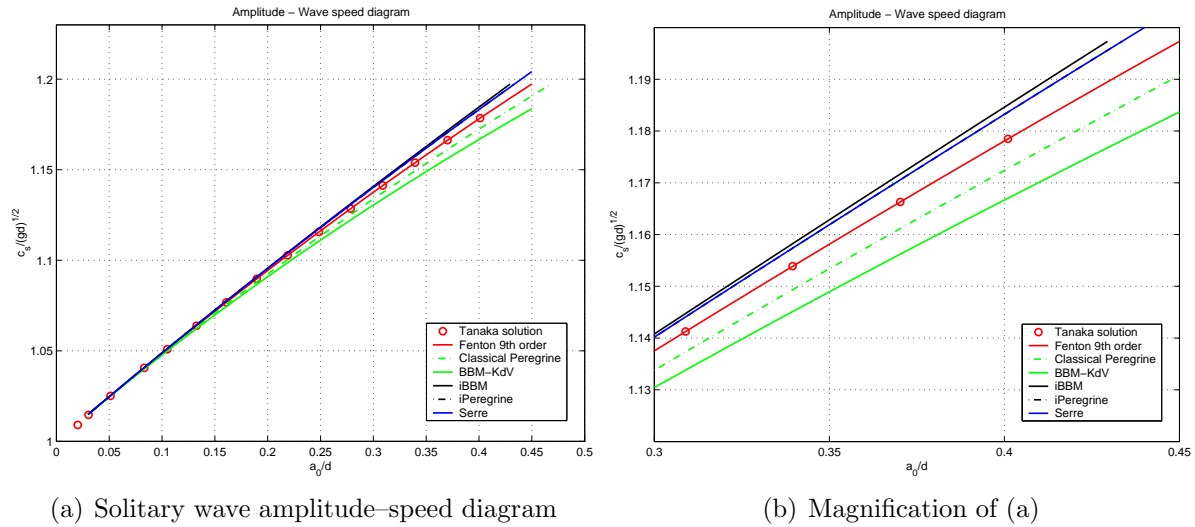 Amplitude – Wave speed diagram
1.2
1.15
1.1
1.05
1
c_s/(gd)^1/2
0 0.05 0.1 0.15 0.2 0.25 0.3 0.35 0.4 0.45 0.5
a_0/d
Tanaka solution
Fenton 9th order
Classical Peregrine
BBM–KdV
iBBM
iPeregrine
Serre
(a) Solitary wave amplitude–speed diagram
Amplitude – Wave speed diagram
1.19
1.18
1.17
1.16
1.15
1.14
1.13
c_s/(gd)^1/2
0.3 0.35 0.4 0.45
a_0/d
Tanaka solution
Fenton 9th order
Classical Peregrine
BBM–KdV
iBBM
iPeregrine
Serre
(b) Magnification of (a)